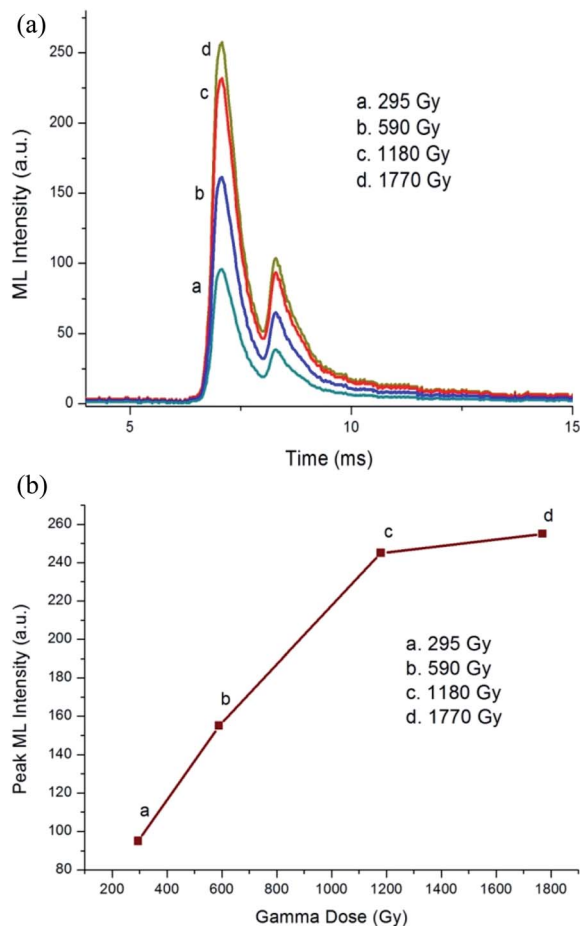 (a)
250
200
150
100
50
0
ML Intensity (a.u.)
d
c
b
a
a. 295 Gy
b. 590 Gy
c. 1180 Gy
d. 1770 Gy
5 10 15
Time (ms)
(b)
260
240
220
200
180
160
140
120
100
80
Peak ML Intensity (a.u.)
a
b
c
d
a. 295 Gy
b. 590 Gy
c. 1180 Gy
d. 1770 Gy
200 400 600 800 1000 1200 1400 1600 1800
Gamma Dose (Gy)